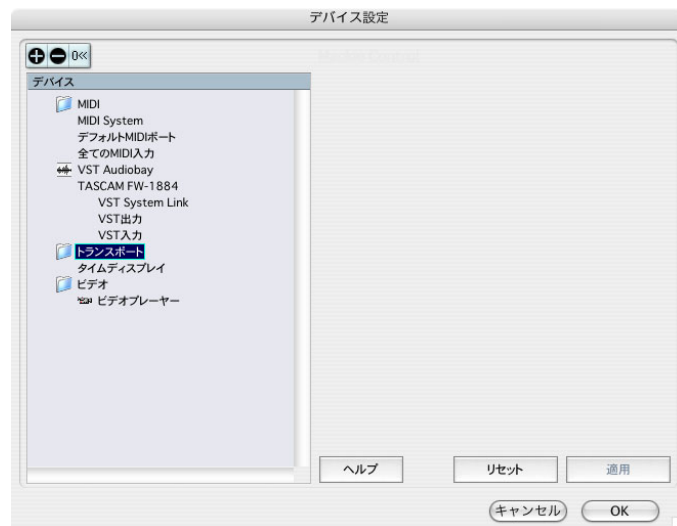 デバイス設定
0≪
デバイス
MIDI
MIDI System
デフォルトMIDIポート
全てのMIDI入力
VST Audiobay
TASCAM FW-1884
VST System Link
VST出力
VST入力
トランスポート
タイムディスプレイ
ビデオ
ビデオプレーヤー
ヘルプ
リセット
適用
キャンセル
OK